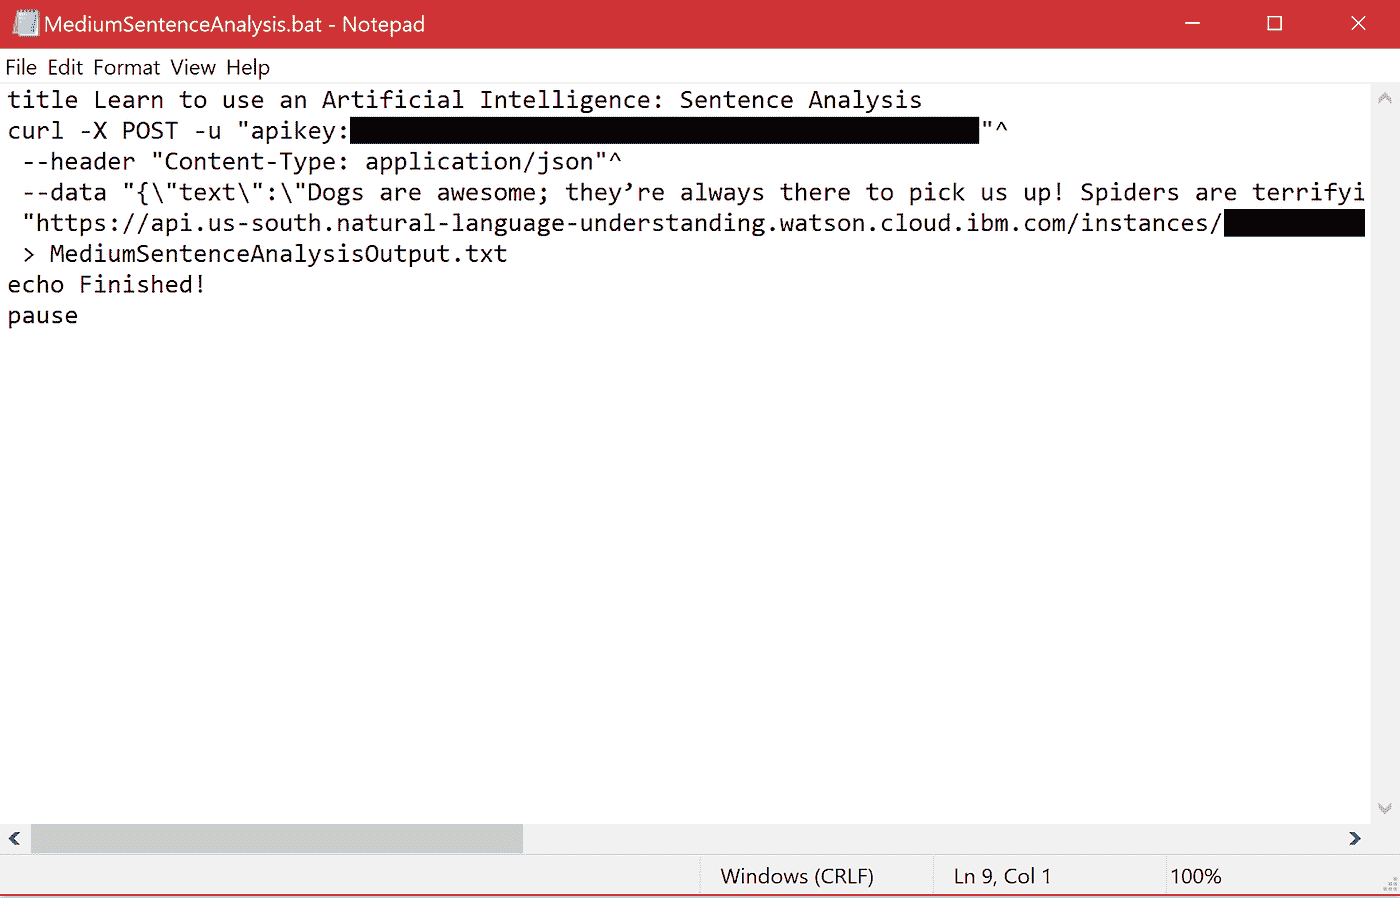 MediumSentenceAnalysis.bat - Notepad
File Edit Format View Help
title Learn to use an Artificial Intelligence: Sentence Analysis
curl -X POST -u "apikey:"^
--header "Content-Type: application/json"^
--data "{\"text\":\"Dogs are awesome; they’re always there to pick us up! Spiders are terrifyi
"https://api.us-south.natural-language-understanding.watson.cloud.ibm.com/instances/
> MediumSentenceAnalysisOutput.txt
echo Finished!
pause
Windows (CRLF) Ln 9, Col 1 100%